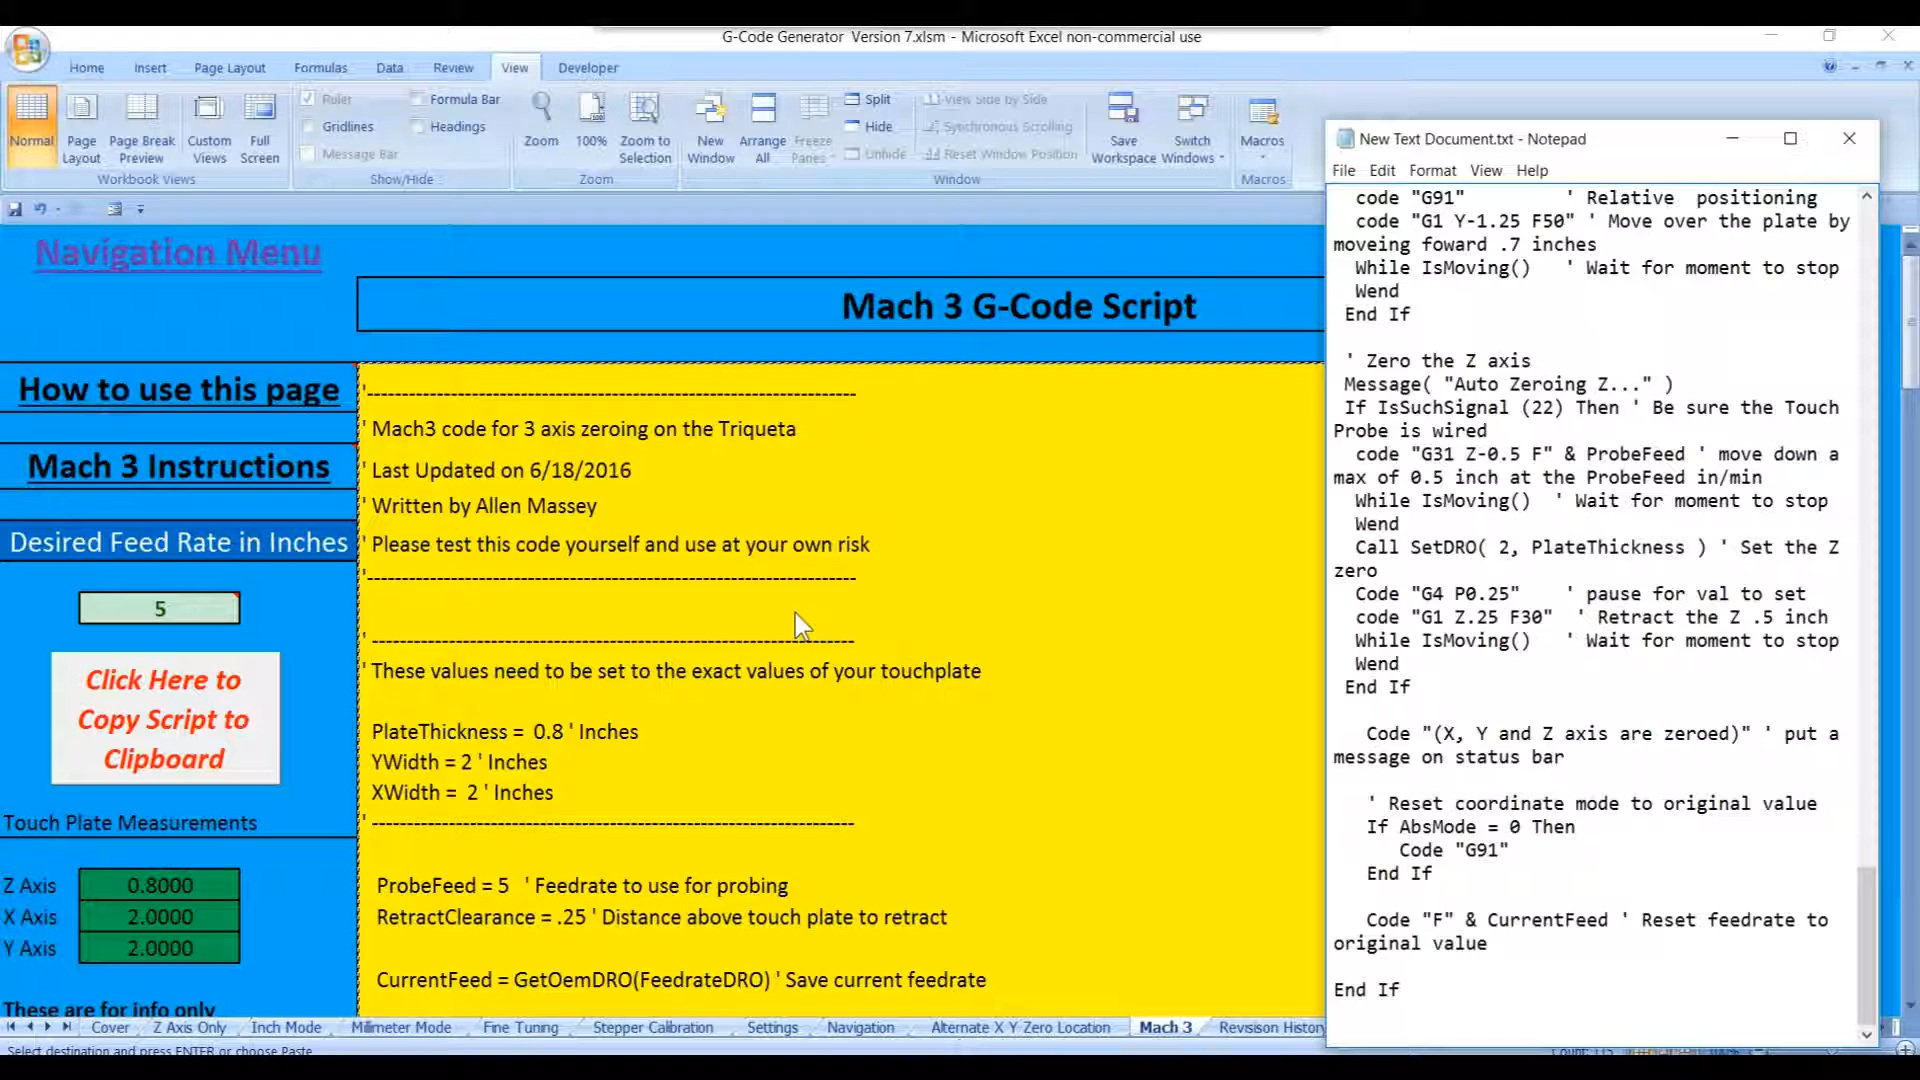 G-Code Generator Version 7.xlsm - Microsoft Excel non-commercial use
Home Insert Page Layout Formulas Data Review View Developer
Normal
Page Layout
Page Break Preview
Custom Views
Full Screen
Workbook Views
Ruler
Gridlines
Message Bar
Formula Bar
Headings
Show/Hide
Zoom
100%
Zoom to Selection
Zoom
New Window
Arrange All
Freeze Panes
Split
Hide
Unhide
View Side by Side
Synchronous Scrolling
Reset Window Position
Window
Save Workspace
Switch Windows
Macros
Macros
Navigation Menu
How to use this page
Mach 3 Instructions
Desired Feed Rate in Inches
5
Click Here to
Copy Script to
Clipboard
Touch Plate Measurements
Z Axis 0.8000
X Axis 2.0000
Y Axis 2.0000
These are for info only
Mach 3 G-Code Script
'----------------------------------------------------------------------
' Mach3 code for 3 axis zeroing on the Triqueta
' Last Updated on 6/18/2016
' Written by Allen Massey
' Please test this code yourself and use at your own risk
'----------------------------------------------------------------------
' ---------------------------------------------------------------------
' These values need to be set to the exact values of your touchplate
PlateThickness = 0.8 ' Inches
YWidth = 2 ' Inches
XWidth = 2 ' Inches
' ---------------------------------------------------------------------
ProbeFeed = 5 ' Feedrate to use for probing
RetractClearance = .25 ' Distance above touch plate to retract
CurrentFeed = GetOemDRO(FeedrateDRO) ' Save current feedrate
Cover Z Axis Only Inch Mode Milimeter Mode Fine Tuning Stepper Calibration Settings Navigation Alternate X Y Zero Location Mach 3 Revisison History
Select destination and press ENTER or choose Paste
New Text Document.txt - Notepad
File Edit Format View Help
code "G91" ' Relative positioning
code "G1 Y-1.25 F50" ' Move over the plate by
moveing foward .7 inches
While IsMoving() ' Wait for moment to stop
Wend
End If
' Zero the Z axis
Message( "Auto Zeroing Z..." )
If IsSuchSignal (22) Then ' Be sure the Touch
Probe is wired
code "G31 Z-0.5 F" & ProbeFeed ' move down a
max of 0.5 inch at the ProbeFeed in/min
While IsMoving() ' Wait for moment to stop
Wend
Call SetDRO( 2, PlateThickness ) ' Set the Z
zero
Code "G4 P0.25" ' pause for val to set
code "G1 Z.25 F30" ' Retract the Z .5 inch
While IsMoving() ' Wait for moment to stop
Wend
End If
Code "(X, Y and Z axis are zeroed)" ' put a
message on status bar
' Reset coordinate mode to original value
If AbsMode = 0 Then
Code "G91"
End If
Code "F" & CurrentFeed ' Reset feedrate to
original value
End If